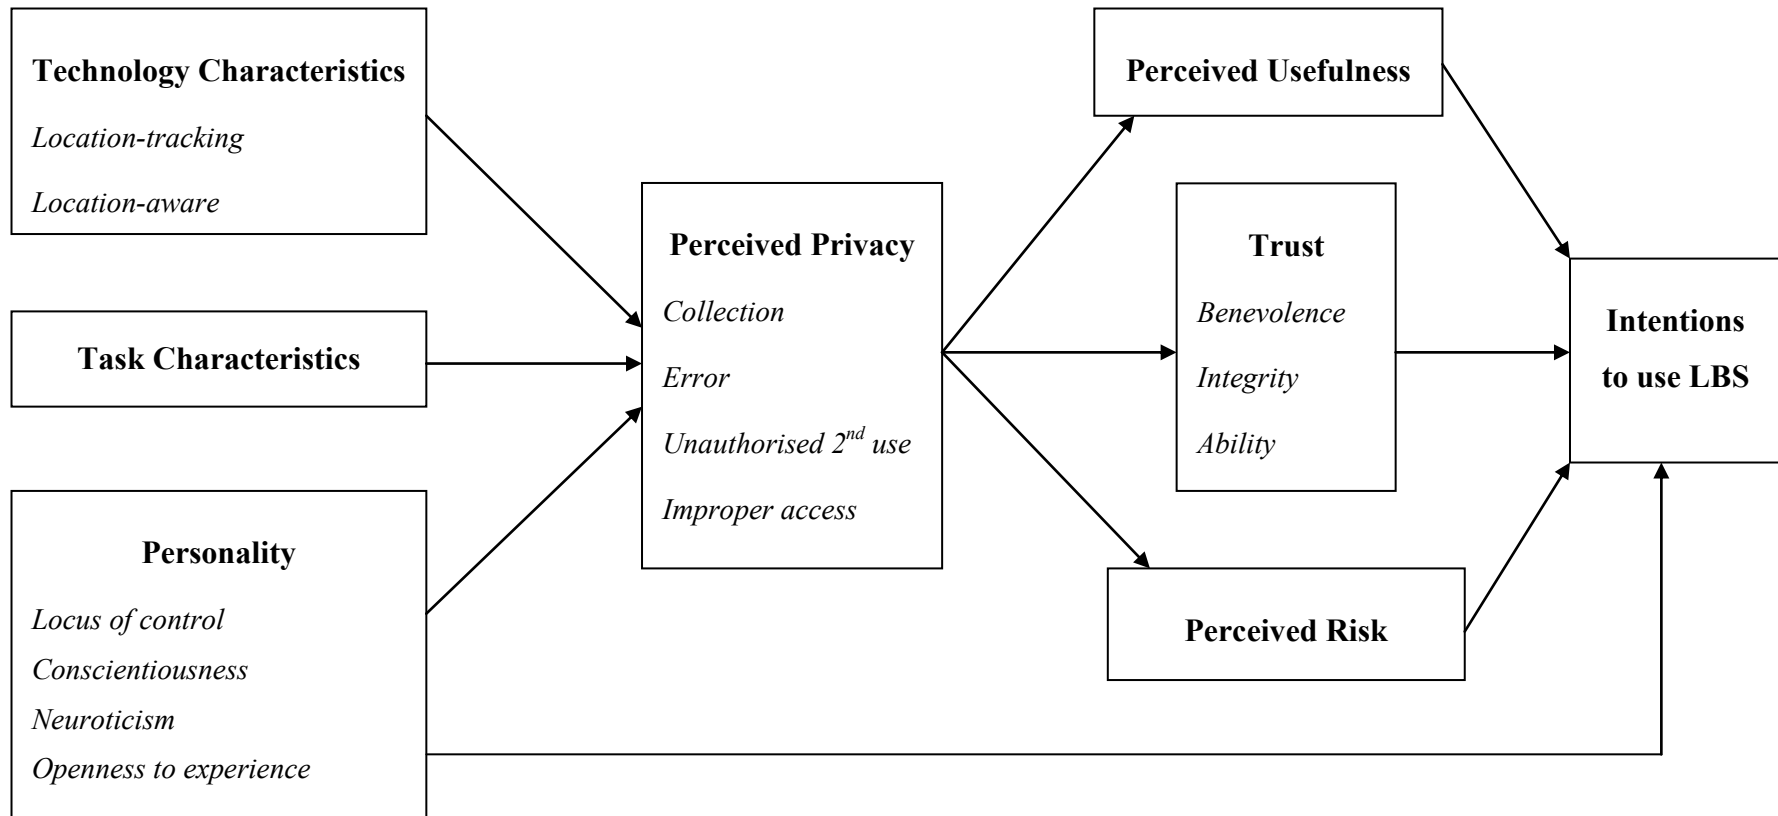 Technology Characteristics
Location-tracking
Location-aware
Task Characteristics
Personality
Locus of control
Conscientiousness
Neuroticism
Openness to experience
Perceived Privacy
Collection
Error
Unauthorised 2nd use
Improper access
Perceived Usefulness
Trust
Benevolence
Integrity
Ability
Perceived Risk
Intentions
to use LBS